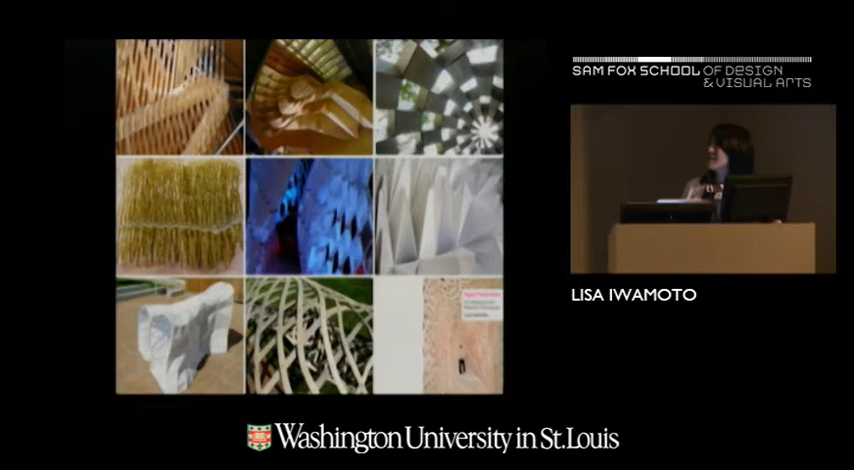 SAM FOX SCHOOL OF DESIGN
& VISUAL ARTS
LISA IWAMOTO
Washington University in St. Louis